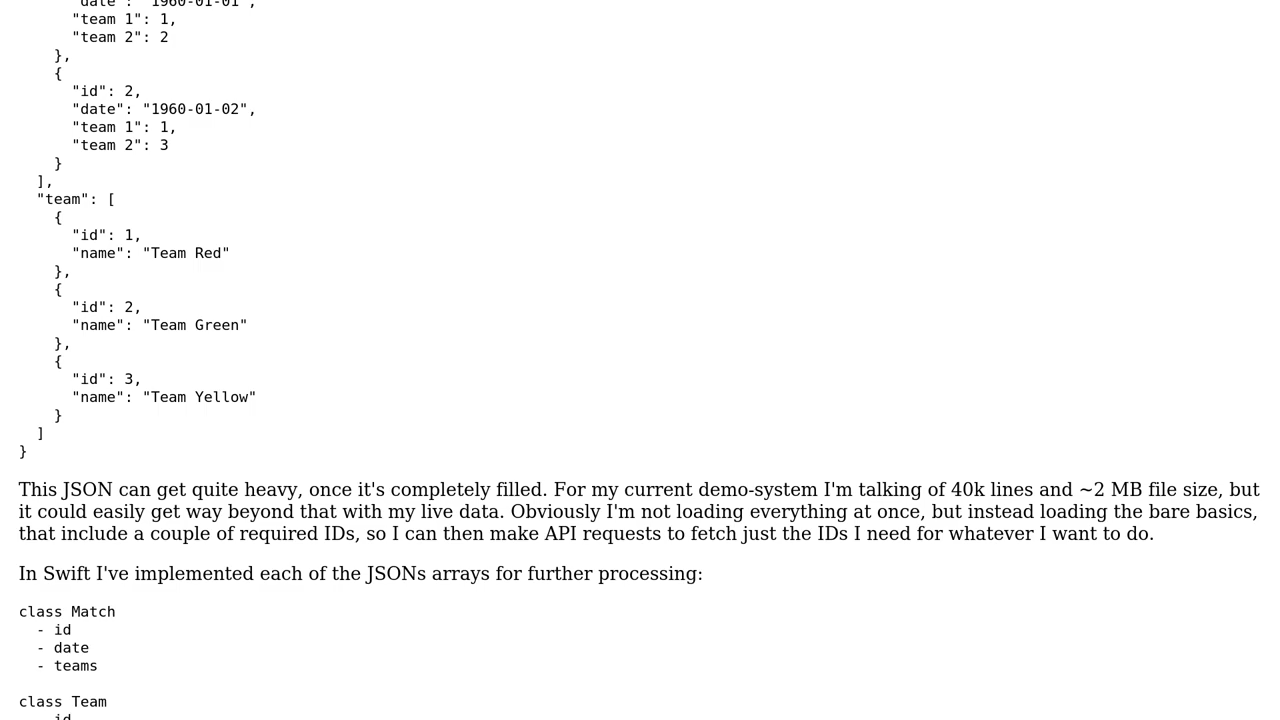 "date": "1960-01-01",
"team 1": 1,
"team 2": 2
},
{
"id": 2,
"date": "1960-01-02",
"team 1": 1,
"team 2": 3
}
],
"team": [
{
"id": 1,
"name": "Team Red"
},
{
"id": 2,
"name": "Team Green"
},
{
"id": 3,
"name": "Team Yellow"
}
]
}
This JSON can get quite heavy, once it's completely filled. For my current demo-system I'm talking of 40k lines and ~2 MB file size, but
it could easily get way beyond that with my live data. Obviously I'm not loading everything at once, but instead loading the bare basics,
that include a couple of required IDs, so I can then make API requests to fetch just the IDs I need for whatever I want to do.
In Swift I've implemented each of the JSONs arrays for further processing:
class Match
- id
- date
- teams
class Team
- id